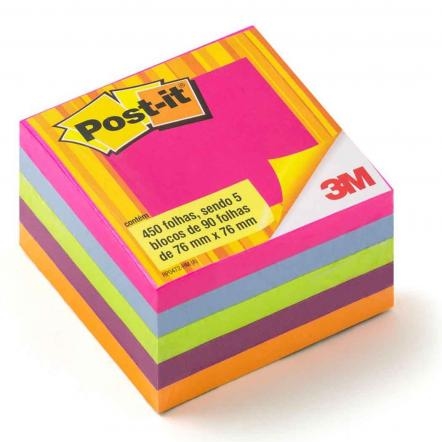 Post-it®
contém
450 folhas, sendo 5
blocos de 90 folhas
de 76 mm x 76 mm
3M